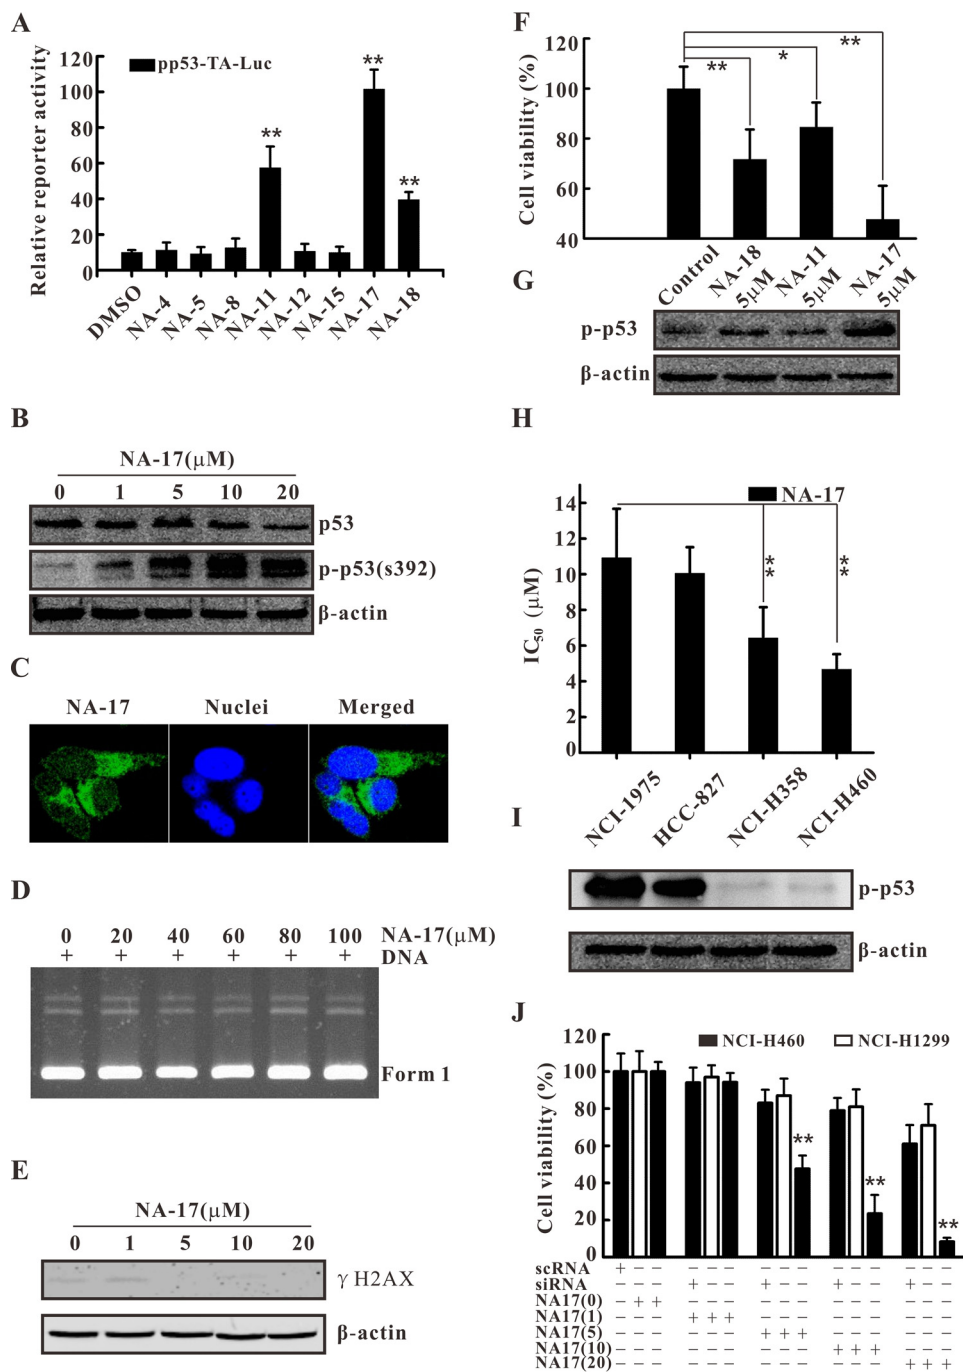 A
Relative reporter activity
120
100
80
60
40
20
0
pp53-TA-Luc
**
**
**
DMSO
NA-4
NA-5
NA-8
NA-11
NA-12
NA-15
NA-17
NA-18
B
NA-17(μM)
0 1 5 10 20
p53
p-p53(s392)
β-actin
C
NA-17 Nuclei Merged
D
0 20 40 60 80 100 NA-17(μM)
+ + + + + + DNA
Form 1
E
NA-17(μM)
0 1 5 10 20
γ H2AX
β-actin
F
Cell viability (%)
120
100
80
60
40
**
*
**
Control
NA-18 5μM
NA-11 5μM
NA-17 5μM
G
p-p53
β-actin
H
IC50 (μM)
14
12
10
8
6
4
2
0
NA-17
**
**
NCI-1975
HCC-827
NCI-H358
NCI-H460
I
p-p53
β-actin
J
Cell viability (%)
120
100
80
60
40
20
0
NCI-H460 NCI-H1299
**
**
**
scRNA + − − − − − − − − − − − − − −
siRNA − − − + − − + − − + − − + − −
NA17(0) − + + − − − − − − − − − − − −
NA17(1) − − − + + + − − − − − − − − −
NA17(5) − − − − − − + + + − − − − − −
NA17(10) − − − − − − − − − + + + − − −
NA17(20) − − − − − − − − − − − − + + +